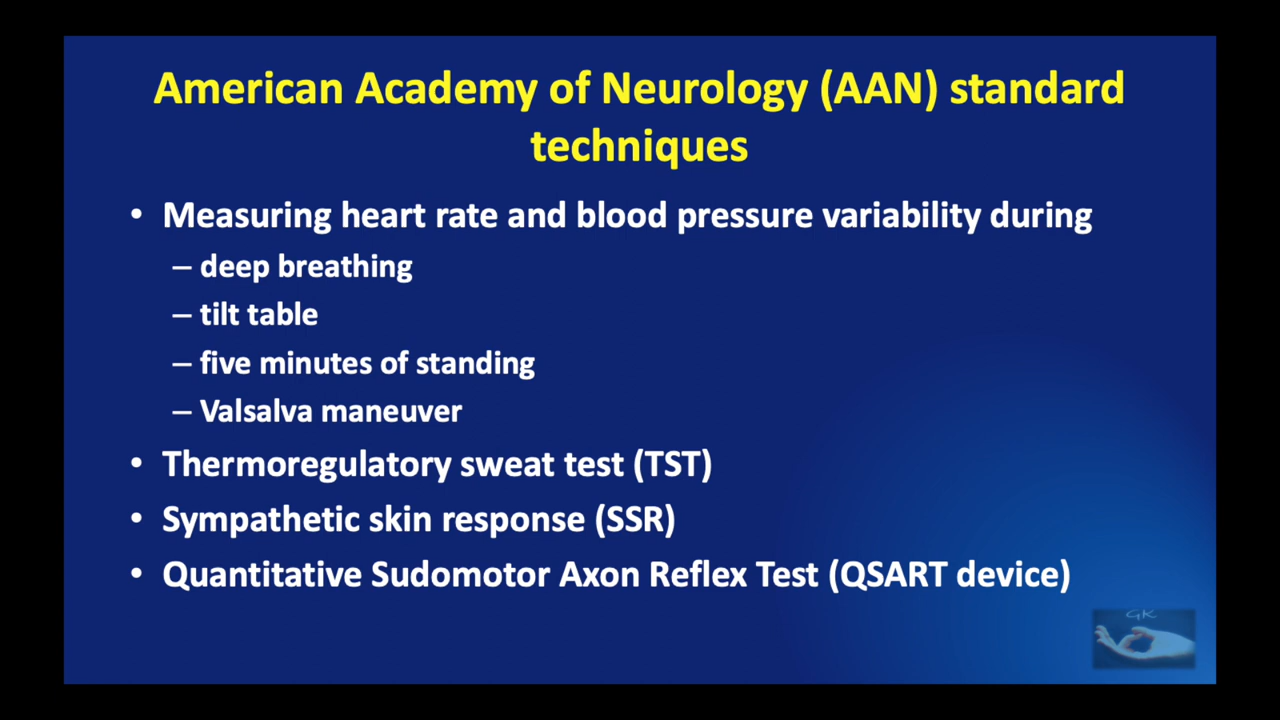 American Academy of Neurology (AAN) standard
techniques
• Measuring heart rate and blood pressure variability during
– deep breathing
– tilt table
– five minutes of standing
– Valsalva maneuver
• Thermoregulatory sweat test (TST)
• Sympathetic skin response (SSR)
• Quantitative Sudomotor Axon Reflex Test (QSART device)
GK